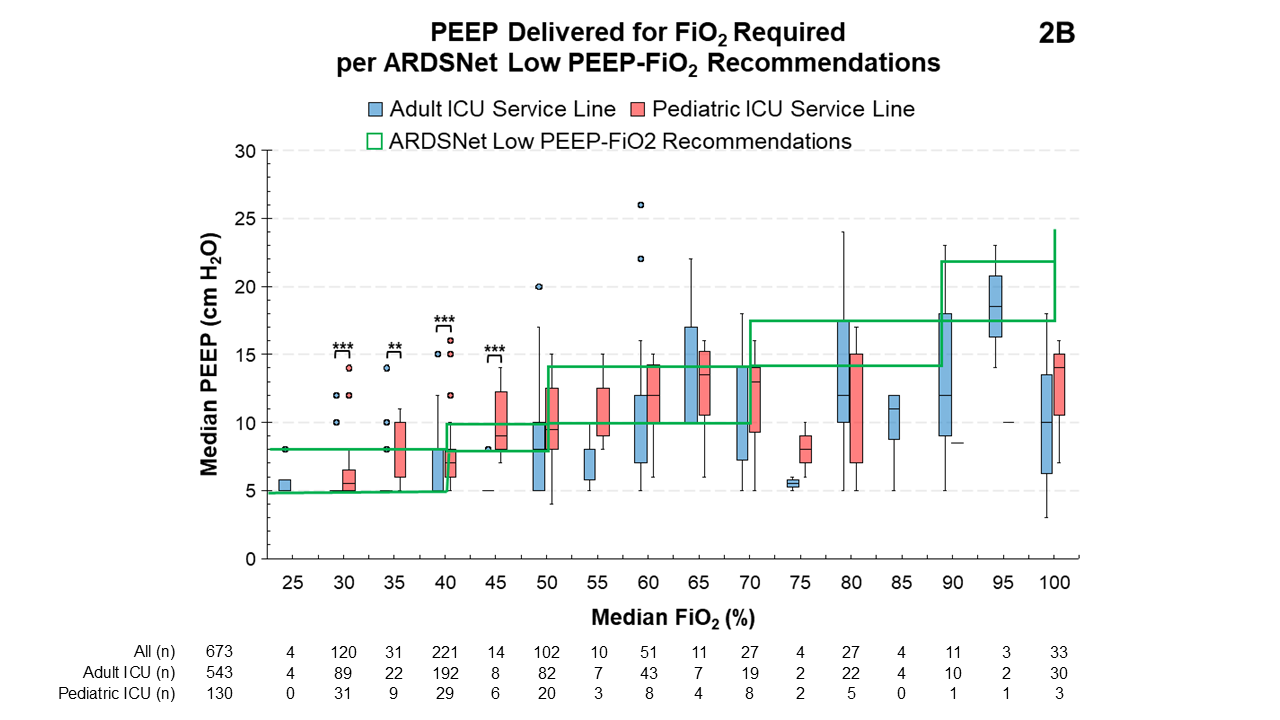 PEEP Delivered for FiO2 Required
2B
per ARDSNet Low PEEP-FiO2 Recommendations
Adult ICU Service Line Pediatric ICU Service Line
ARDSNet Low PEEP-FiO2 Recommendations
30
25
20
15
10
5
0
Median PEEP (cm H2O)
*** ** *** ***
25 30 35 40 45 50 55 60 65 70 75 80 85 90 95 100
Median FiO2 (%)
All (n) 673 4 120 31 221 14 102 10 51 11 27 4 27 4 11 3 33
Adult ICU (n) 543 4 89 22 192 8 82 7 43 7 19 2 22 4 10 2 30
Pediatric ICU (n) 130 0 31 9 29 6 20 3 8 4 8 2 5 0 1 1 3